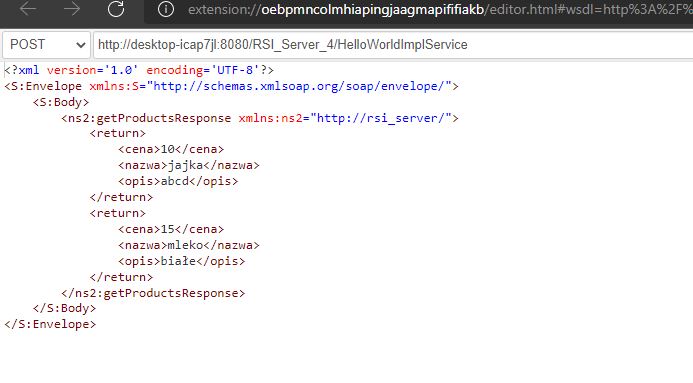 extension://oebpmncolmhiapingjaagmapififiakb/editor.html#wsdl=http%3A%2F%
POST http://desktop-icap7jl:8080/RSI_Server_4/HelloWorldImplService
<?xml version='1.0' encoding='UTF-8'?>
<S:Envelope xmlns:S="http://schemas.xmlsoap.org/soap/envelope/">
    <S:Body>
        <ns2:getProductsResponse xmlns:ns2="http://rsi_server/">
            <return>
                <cena>10</cena>
                <nazwa>jajka</nazwa>
                <opis>abcd</opis>
            </return>
            <return>
                <cena>15</cena>
                <nazwa>mleko</nazwa>
                <opis>białe</opis>
            </return>
        </ns2:getProductsResponse>
    </S:Body>
</S:Envelope>